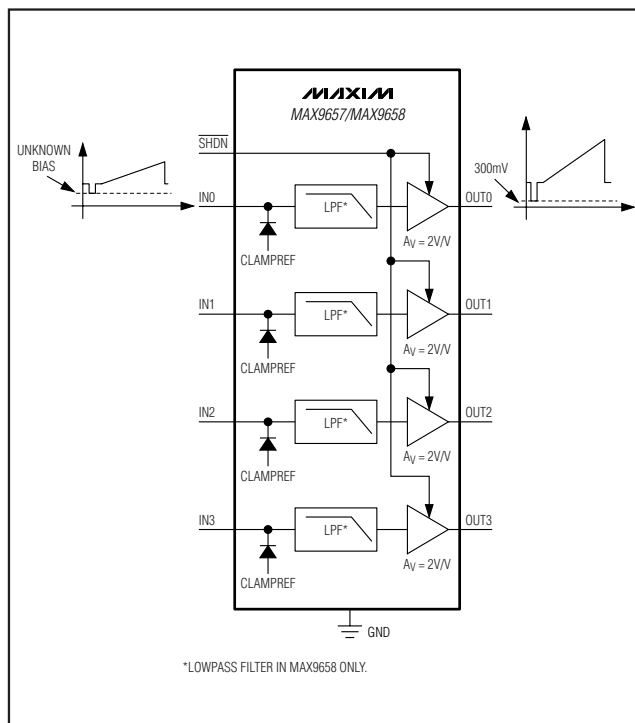 MAXIM
MAX9657/MAX9658
UNKNOWN
BIAS
SHDN
300mV
IN0
LPF*
OUT0
AV = 2V/V
CLAMPREF
IN1
LPF*
OUT1
AV = 2V/V
CLAMPREF
IN2
LPF*
OUT2
AV = 2V/V
CLAMPREF
IN3
LPF*
OUT3
AV = 2V/V
CLAMPREF
GND
*LOWPASS FILTER IN MAX9658 ONLY.